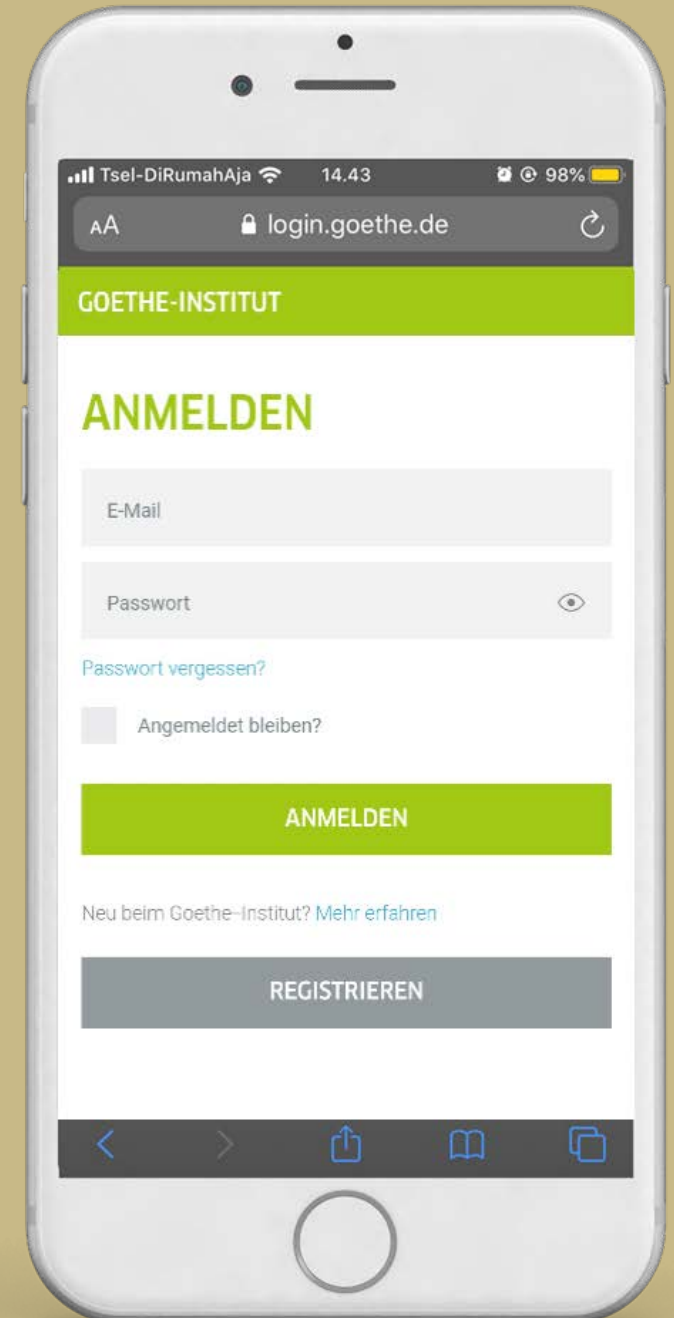 Tsel-DiRumahAja 14.43 98%
AA login.goethe.de
GOETHE-INSTITUT
ANMELDEN
E-Mail
Passwort
Passwort vergessen?
Angemeldet bleiben?
ANMELDEN
Neu beim Goethe-Institut? Mehr erfahren
REGISTRIEREN